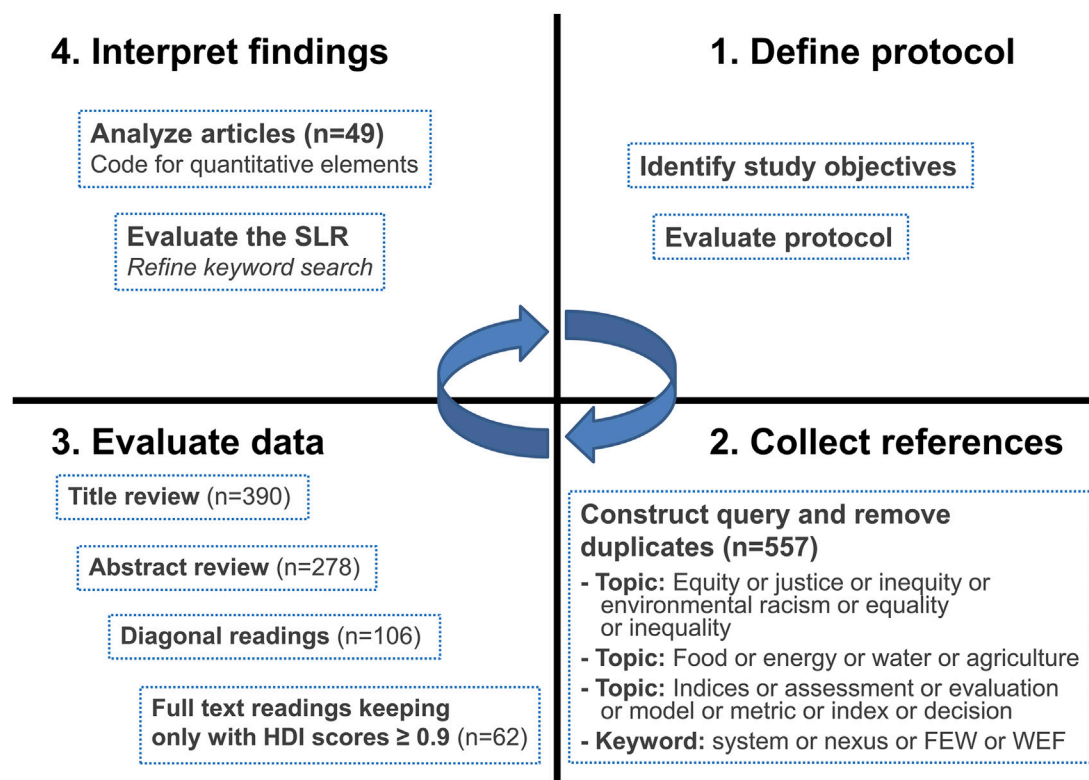 4. Interpret findings
Analyze articles (n=49)
Code for quantitative elements
Evaluate the SLR
Refine keyword search
1. Define protocol
Identify study objectives
Evaluate protocol
3. Evaluate data
Title review (n=390)
Abstract review (n=278)
Diagonal readings (n=106)
Full text readings keeping
only with HDI scores ≥ 0.9 (n=62)
2. Collect references
Construct query and remove
duplicates (n=557)
- Topic: Equity or justice or inequity or
environmental racism or equality
or inequality
- Topic: Food or energy or water or agriculture
- Topic: Indices or assessment or evaluation
or model or metric or index or decision
- Keyword: system or nexus or FEW or WEF